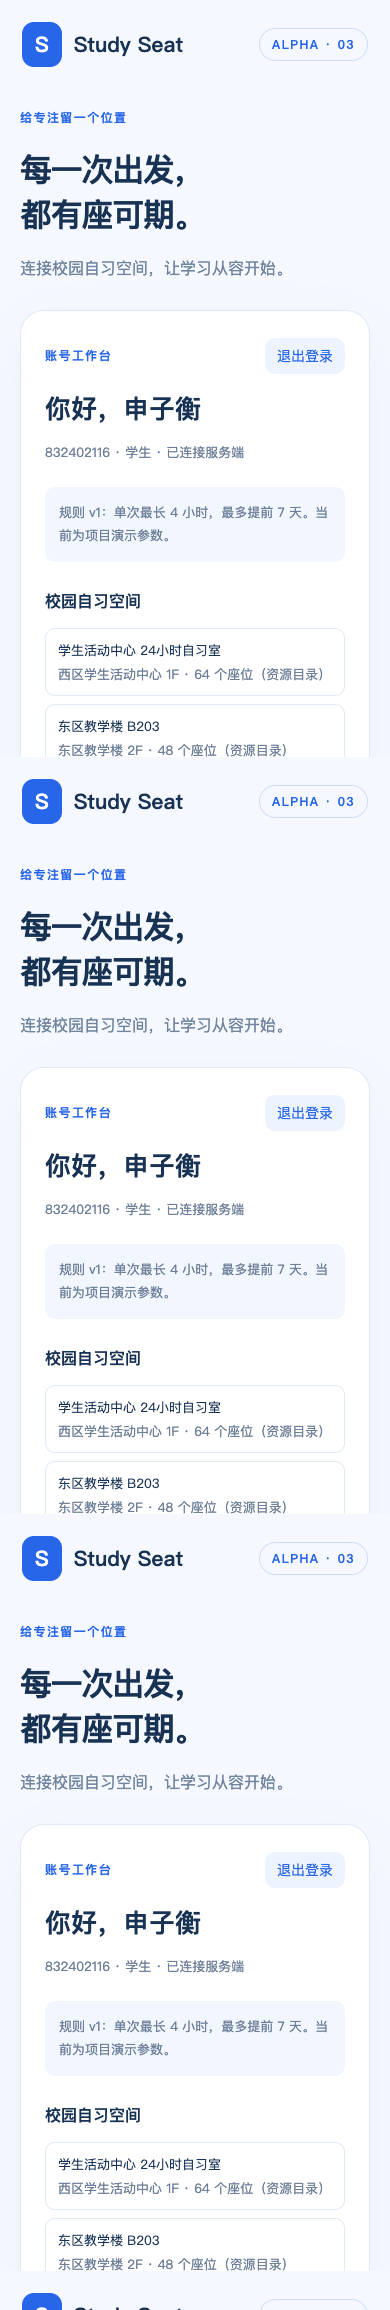 S Study Seat ALPHA · 03
给专注留一个位置
每一次出发，
都有座可期。
连接校园自习空间，让学习从容开始。
账号工作台 退出登录
你好，申子衡
832402116 · 学生 · 已连接服务端
规则 v1：单次最长 4 小时，最多提前 7 天。当
前为项目演示参数。
校园自习空间
学生活动中心 24小时自习室
西区学生活动中心 1F · 64 个座位（资源目录）
东区教学楼 B203
东区教学楼 2F · 48 个座位（资源目录）
S Study Seat ALPHA · 03
给专注留一个位置
每一次出发，
都有座可期。
连接校园自习空间，让学习从容开始。
账号工作台 退出登录
你好，申子衡
832402116 · 学生 · 已连接服务端
规则 v1：单次最长 4 小时，最多提前 7 天。当
前为项目演示参数。
校园自习空间
学生活动中心 24小时自习室
西区学生活动中心 1F · 64 个座位（资源目录）
东区教学楼 B203
东区教学楼 2F · 48 个座位（资源目录）
S Study Seat ALPHA · 03
给专注留一个位置
每一次出发，
都有座可期。
连接校园自习空间，让学习从容开始。
账号工作台 退出登录
你好，申子衡
832402116 · 学生 · 已连接服务端
规则 v1：单次最长 4 小时，最多提前 7 天。当
前为项目演示参数。
校园自习空间
学生活动中心 24小时自习室
西区学生活动中心 1F · 64 个座位（资源目录）
东区教学楼 B203
东区教学楼 2F · 48 个座位（资源目录）